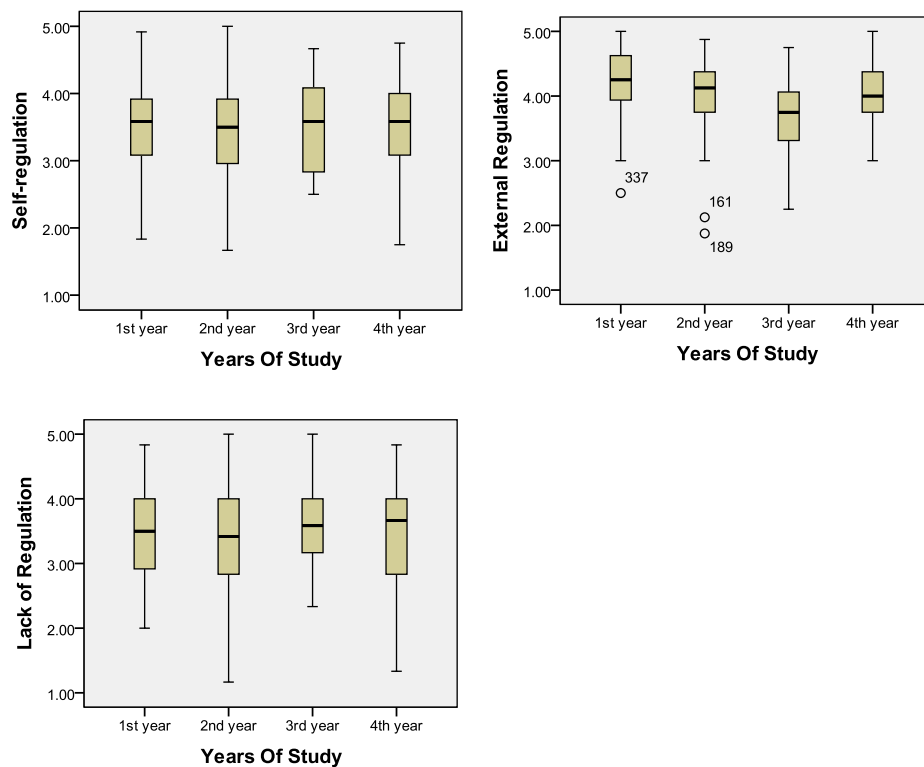 Self-regulation
5.00
4.00
3.00
2.00
1.00
1st year 2nd year 3rd year 4th year
Years Of Study
External Regulation
5.00
4.00
3.00
2.00
1.00
337
161
189
1st year 2nd year 3rd year 4th year
Years Of Study
Lack of Regulation
5.00
4.00
3.00
2.00
1.00
1st year 2nd year 3rd year 4th year
Years Of Study